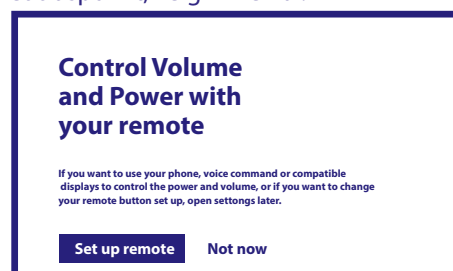 Control Volume
and Power with
your remote
If you want to use your phone, voice command or compatible
displays to control the power and volume, or if you want to change
your remote button set up, open settongs later.
Set up remote
Not now